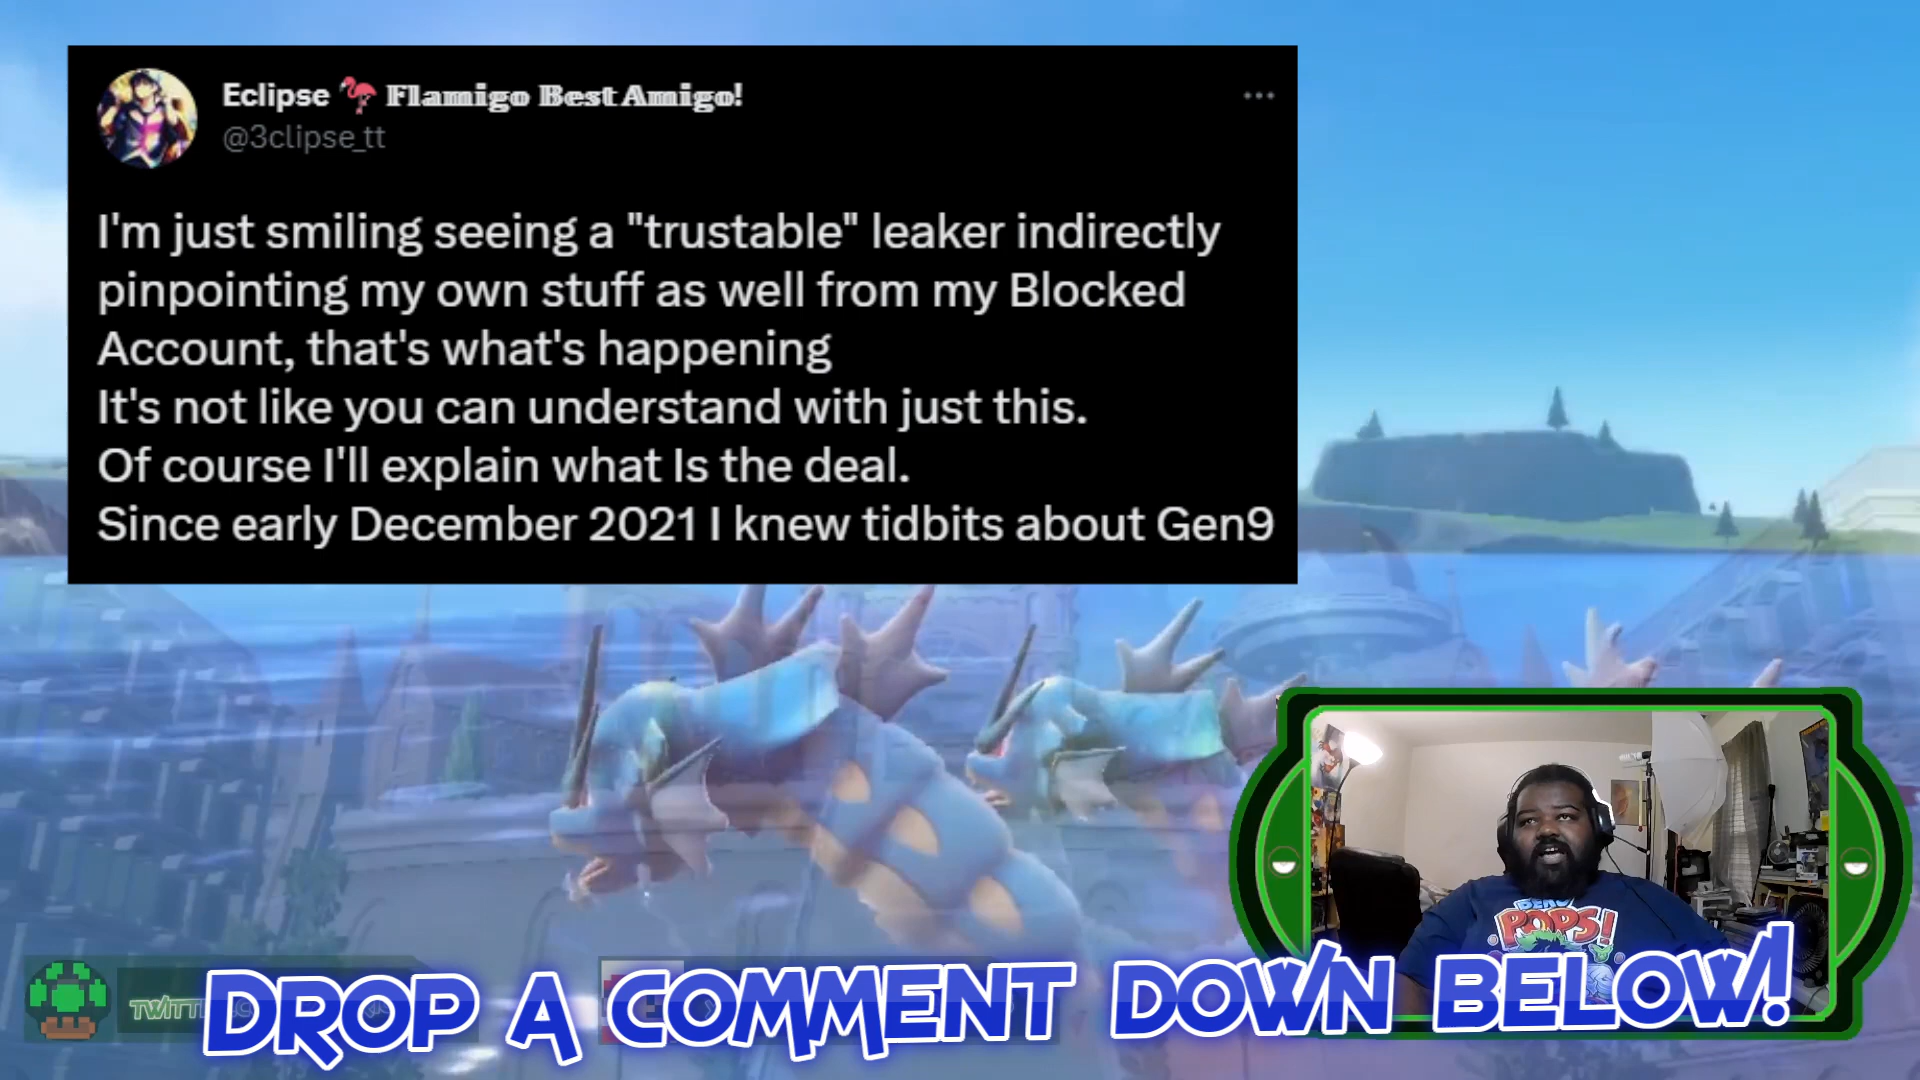 Eclipse 🦩 Flamigo Best Amigo!
@3clipse_tt
I'm just smiling seeing a "trustable" leaker indirectly
pinpointing my own stuff as well from my Blocked
Account, that's what's happening
It's not like you can understand with just this.
Of course I'll explain what Is the deal.
Since early December 2021 I knew tidbits about Gen9
POPS!
DROP A COMMENT DOWN BELOW!